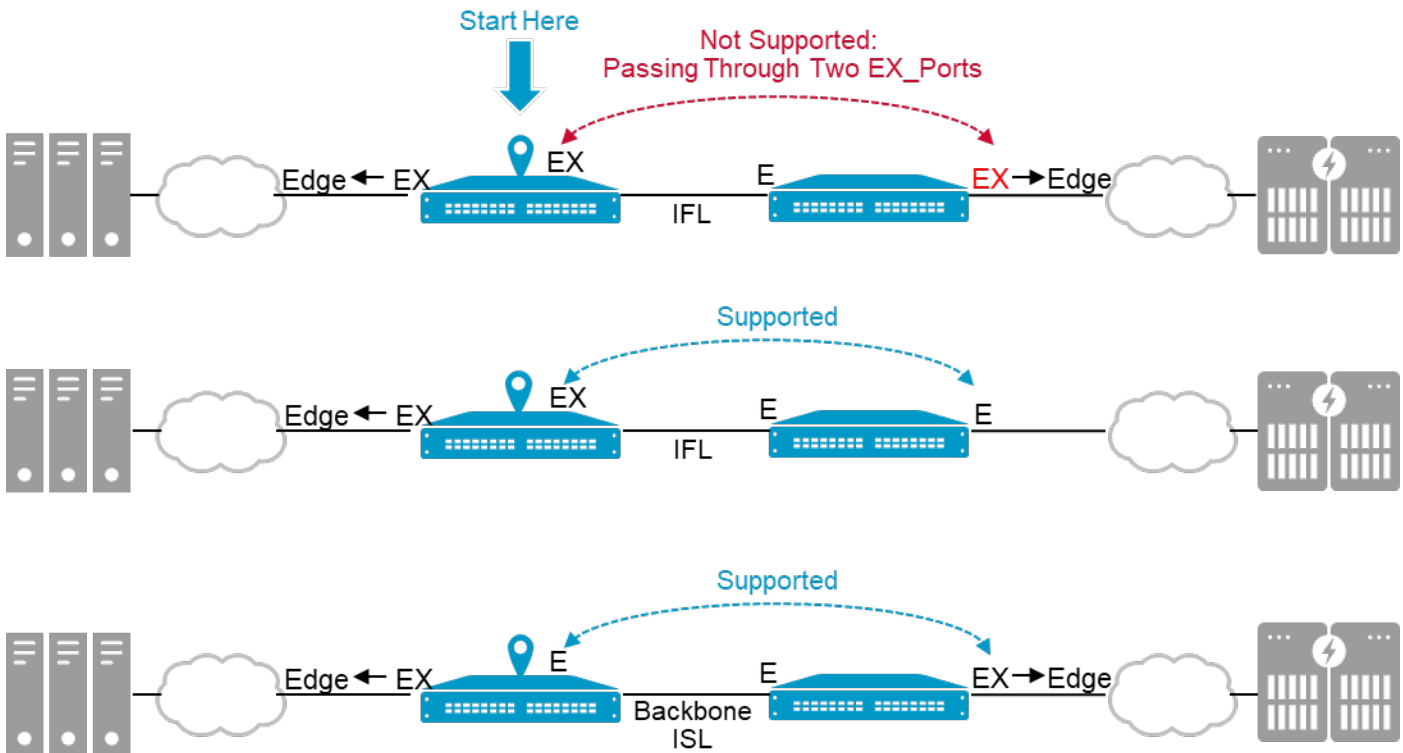 Start Here
Not Supported:
Passing Through Two EX_Ports
Edge
EX
EX
IFL
E
EX
Edge
Supported
Edge
EX
EX
IFL
E
E
Supported
Edge
EX
E
Backbone
ISL
E
EX
Edge